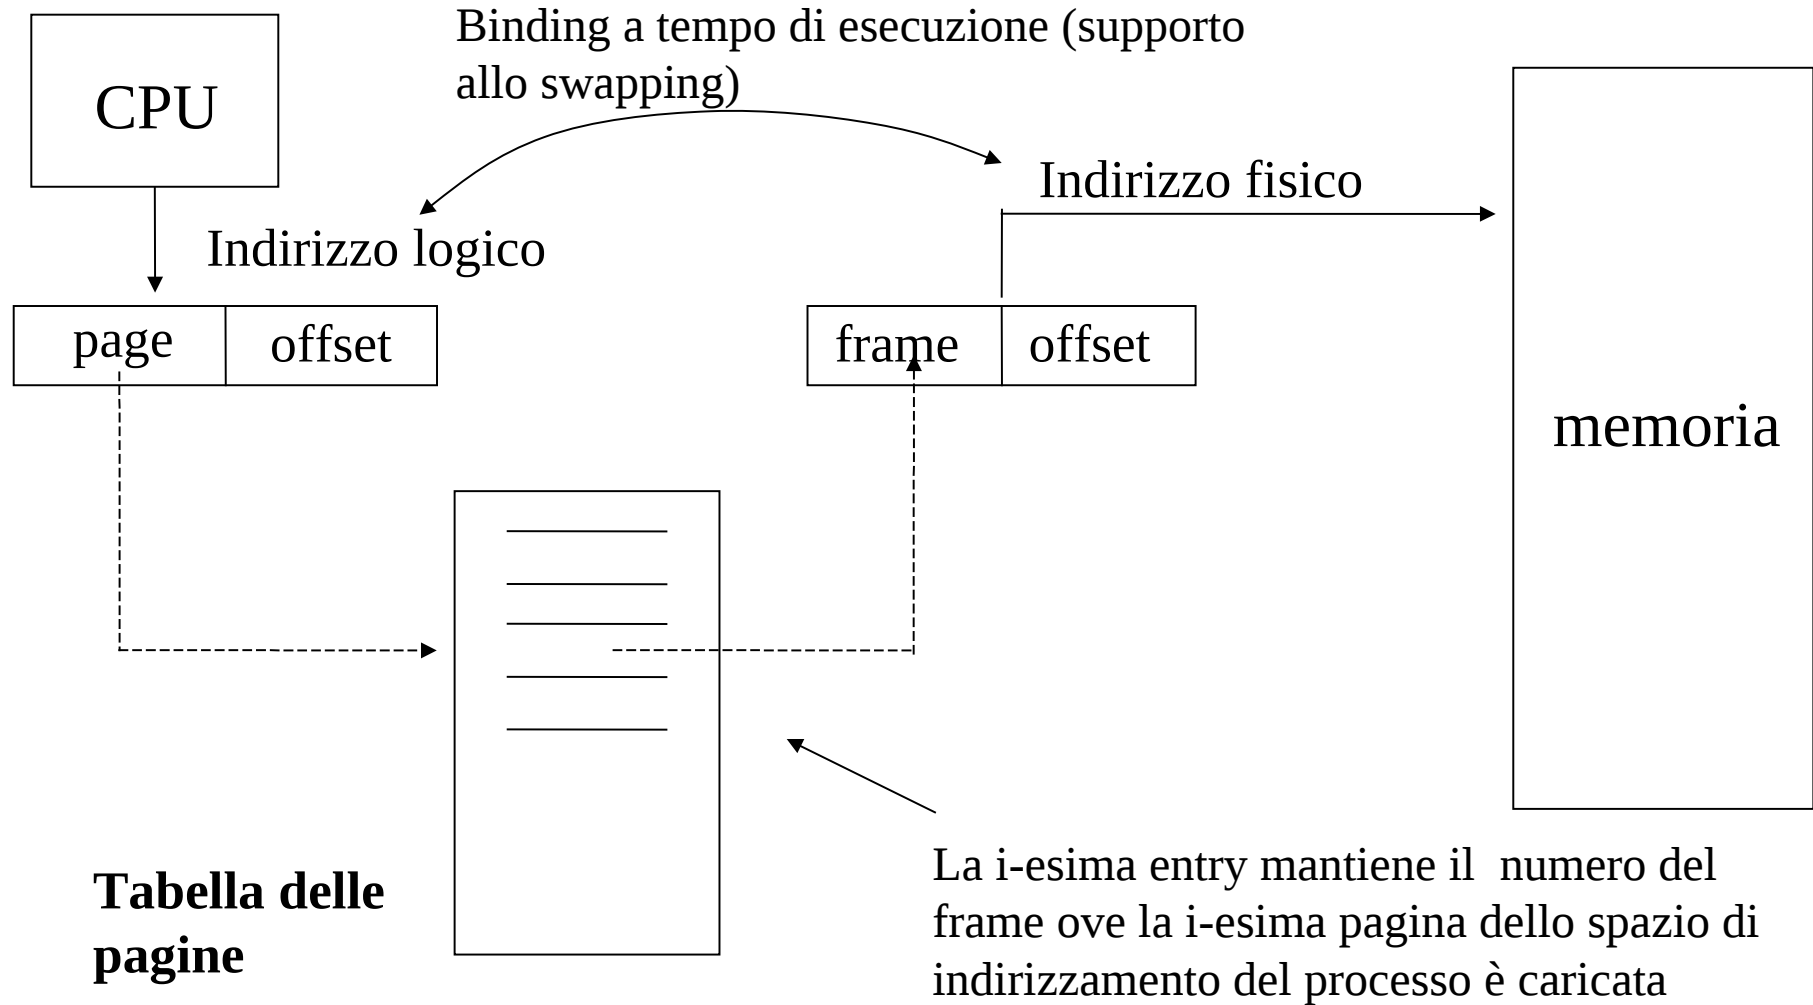 Binding a tempo di esecuzione (supporto
allo swapping)
CPU
Indirizzo fisico
Indirizzo logico
page
offset
frame
offset
memoria
Tabella delle
pagine
La i-esima entry mantiene il  numero del
frame ove la i-esima pagina dello spazio di
indirizzamento del processo è caricata